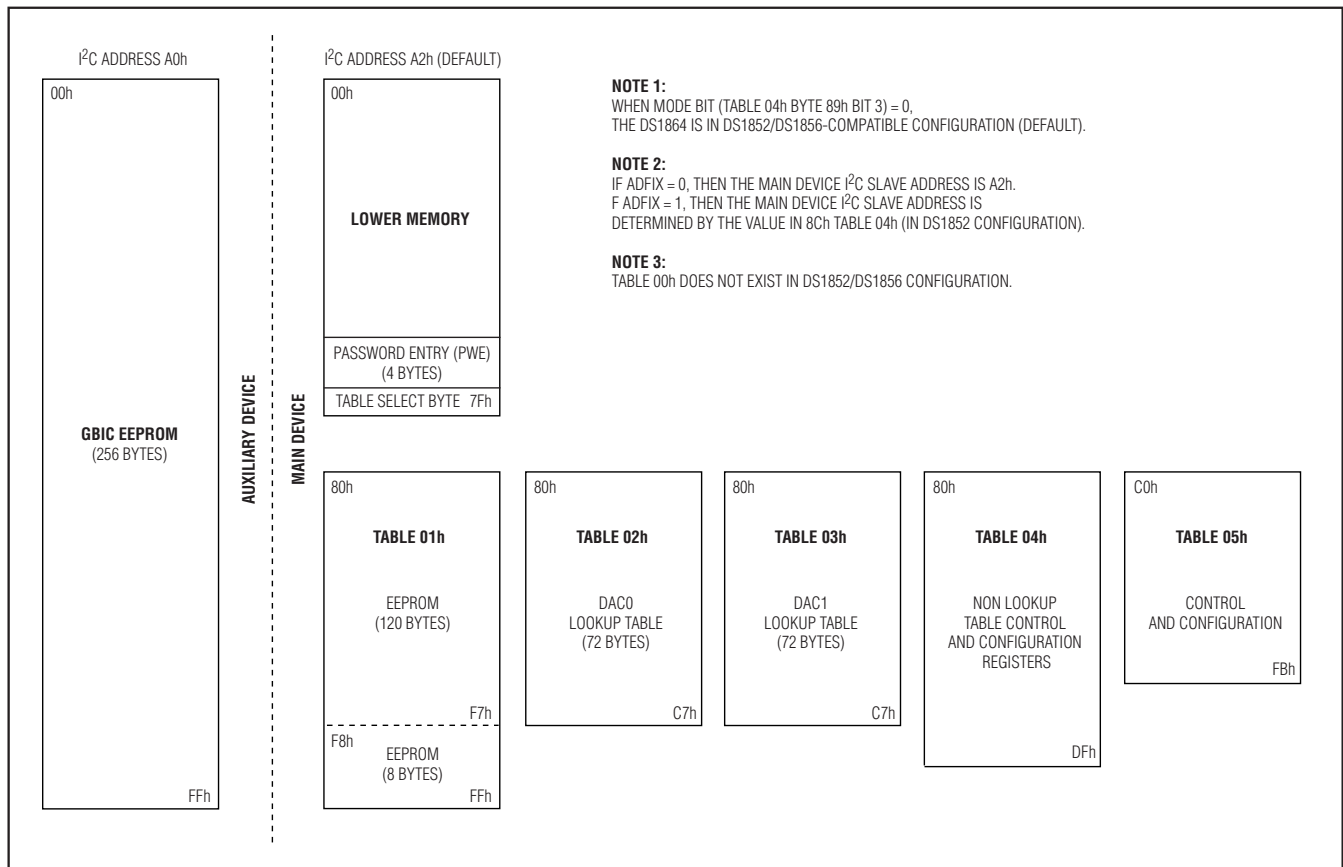 I2C ADDRESS A0h
00h
GBIC EEPROM
(256 BYTES)
FFh
AUXILIARY DEVICE
MAIN DEVICE
I2C ADDRESS A2h (DEFAULT)
00h
LOWER MEMORY
PASSWORD ENTRY (PWE)
(4 BYTES)
TABLE SELECT BYTE 7Fh
NOTE 1:
WHEN MODE BIT (TABLE 04h BYTE 89h BIT 3) = 0,
THE DS1864 IS IN DS1852/DS1856-COMPATIBLE CONFIGURATION (DEFAULT).
NOTE 2:
IF ADFIX = 0, THEN THE MAIN DEVICE I2C SLAVE ADDRESS IS A2h.
F ADFIX = 1, THEN THE MAIN DEVICE I2C SLAVE ADDRESS IS
DETERMINED BY THE VALUE IN 8Ch TABLE 04h (IN DS1852 CONFIGURATION).
NOTE 3:
TABLE 00h DOES NOT EXIST IN DS1852/DS1856 CONFIGURATION.
80h
TABLE 01h
EEPROM
(120 BYTES)
F7h
F8h
EEPROM
(8 BYTES)
FFh
80h
TABLE 02h
DAC0
LOOKUP TABLE
(72 BYTES)
C7h
80h
TABLE 03h
DAC1
LOOKUP TABLE
(72 BYTES)
C7h
80h
TABLE 04h
NON LOOKUP
TABLE CONTROL
AND CONFIGURATION
REGISTERS
DFh
C0h
TABLE 05h
CONTROL
AND CONFIGURATION
FBh